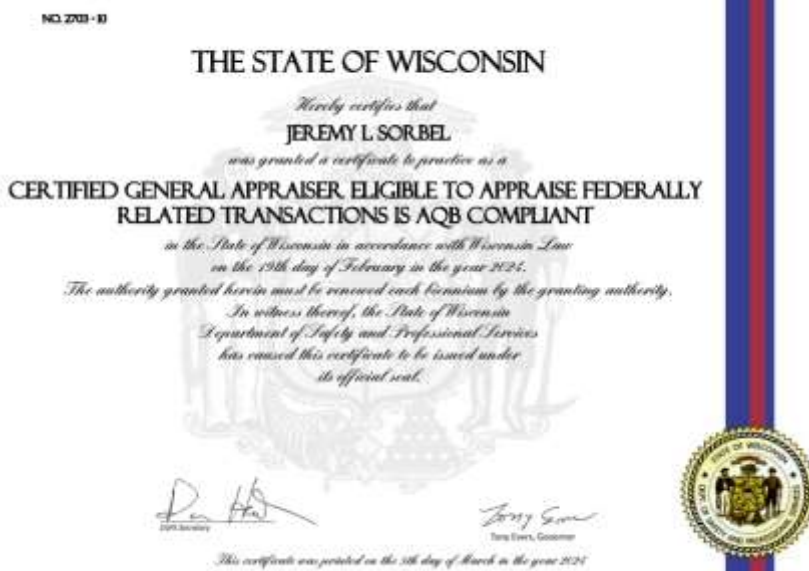 NO. 2703 - 10
THE STATE OF WISCONSIN
Hereby certifies that
JEREMY L SORBEL
was granted a certificate to practice as a
CERTIFIED GENERAL APPRAISER ELIGIBLE TO APPRAISE FEDERALLY
RELATED TRANSACTIONS IS AQB COMPLIANT
in the State of Wisconsin in accordance with Wisconsin Law
on the 19th day of February in the year 2024.
The authority granted herein must be renewed each biennium by the granting authority.
In witness thereof, the State of Wisconsin
Department of Safety and Professional Services
has caused this certificate to be issued under
its official seal.
DSPS Secretary
Tony Evers, Governor
STATE OF WISCONSIN
This certificate was printed on the 5th day of March in the year 2024